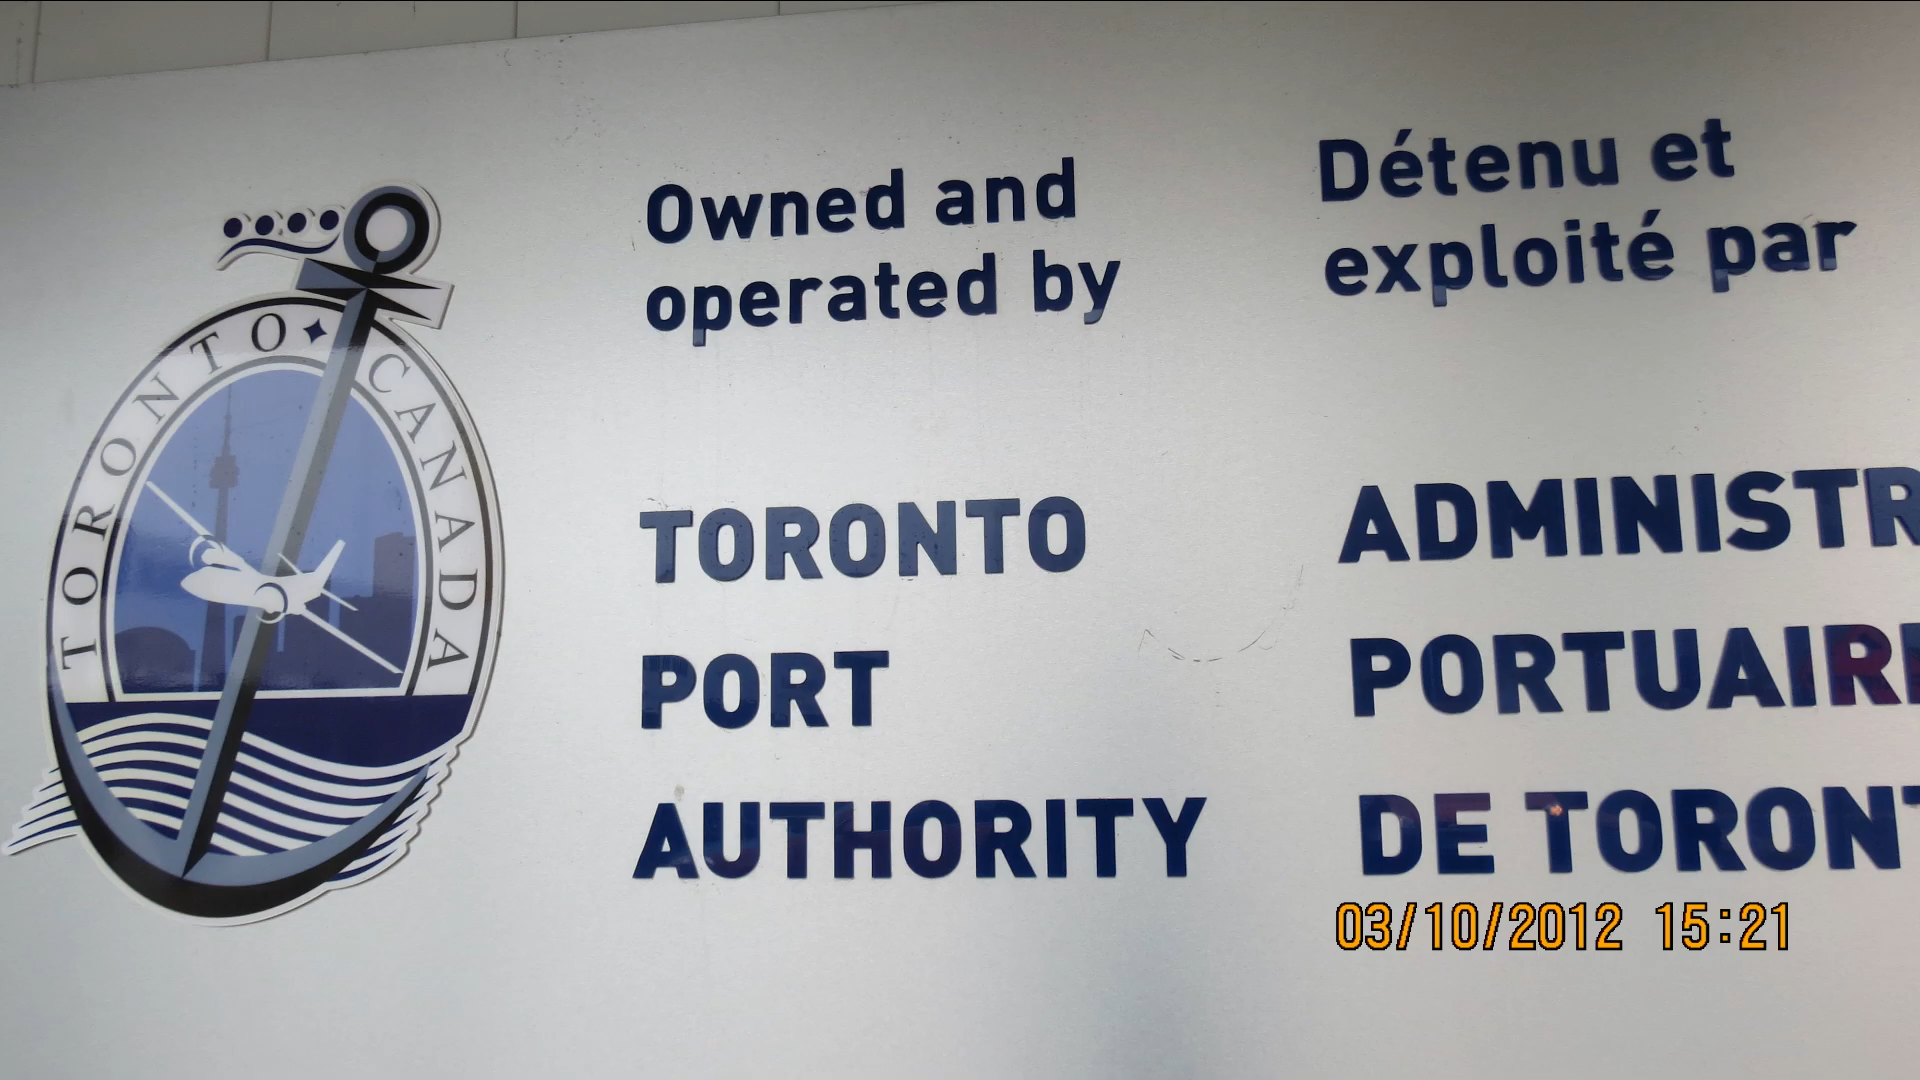 TORONTO CANADA
Owned and
operated by
TORONTO
PORT
AUTHORITY
Détenu et
exploité par
ADMINISTR
PORTUAIR
DE TORONT
03/10/2012 15:21